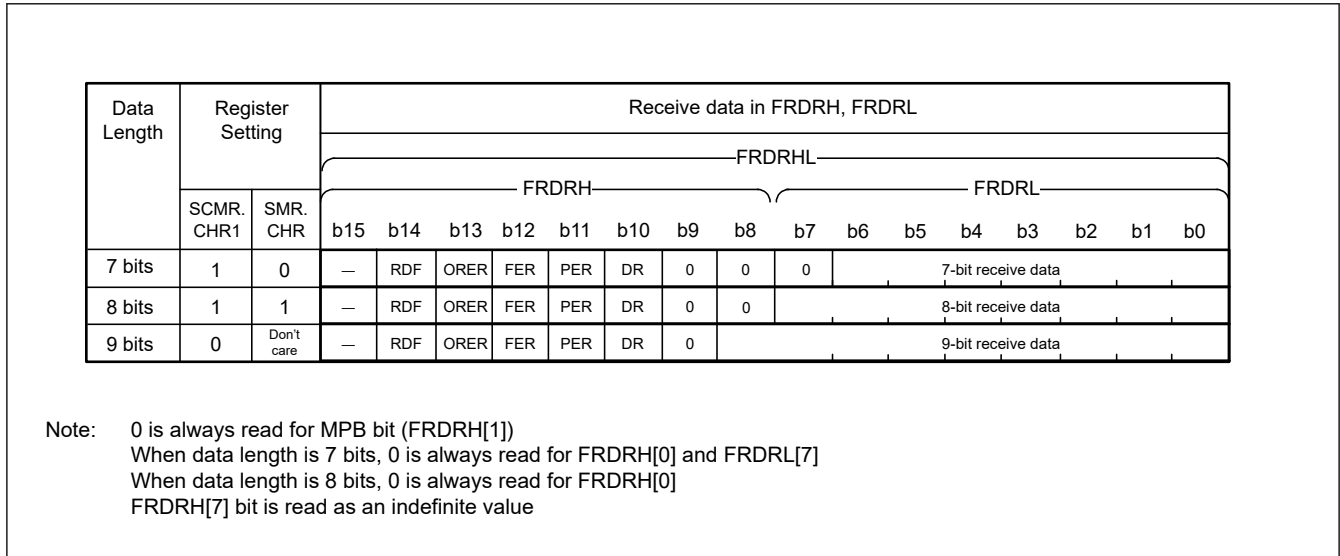 Data Length
Register Setting
Receive data in FRDRH, FRDRL
FRDRHL
FRDRH
FRDRL
SCMR. CHR1
SMR. CHR
b15 b14 b13 b12 b11 b10 b9 b8 b7 b6 b5 b4 b3 b2 b1 b0
7 bits 1 0 — RDF ORER FER PER DR 0 0 0 7-bit receive data
8 bits 1 1 — RDF ORER FER PER DR 0 0 8-bit receive data
9 bits 0 Don't care — RDF ORER FER PER DR 0 9-bit receive data
Note: 0 is always read for MPB bit (FRDRH[1])
When data length is 7 bits, 0 is always read for FRDRH[0] and FRDRL[7]
When data length is 8 bits, 0 is always read for FRDRH[0]
FRDRH[7] bit is read as an indefinite value